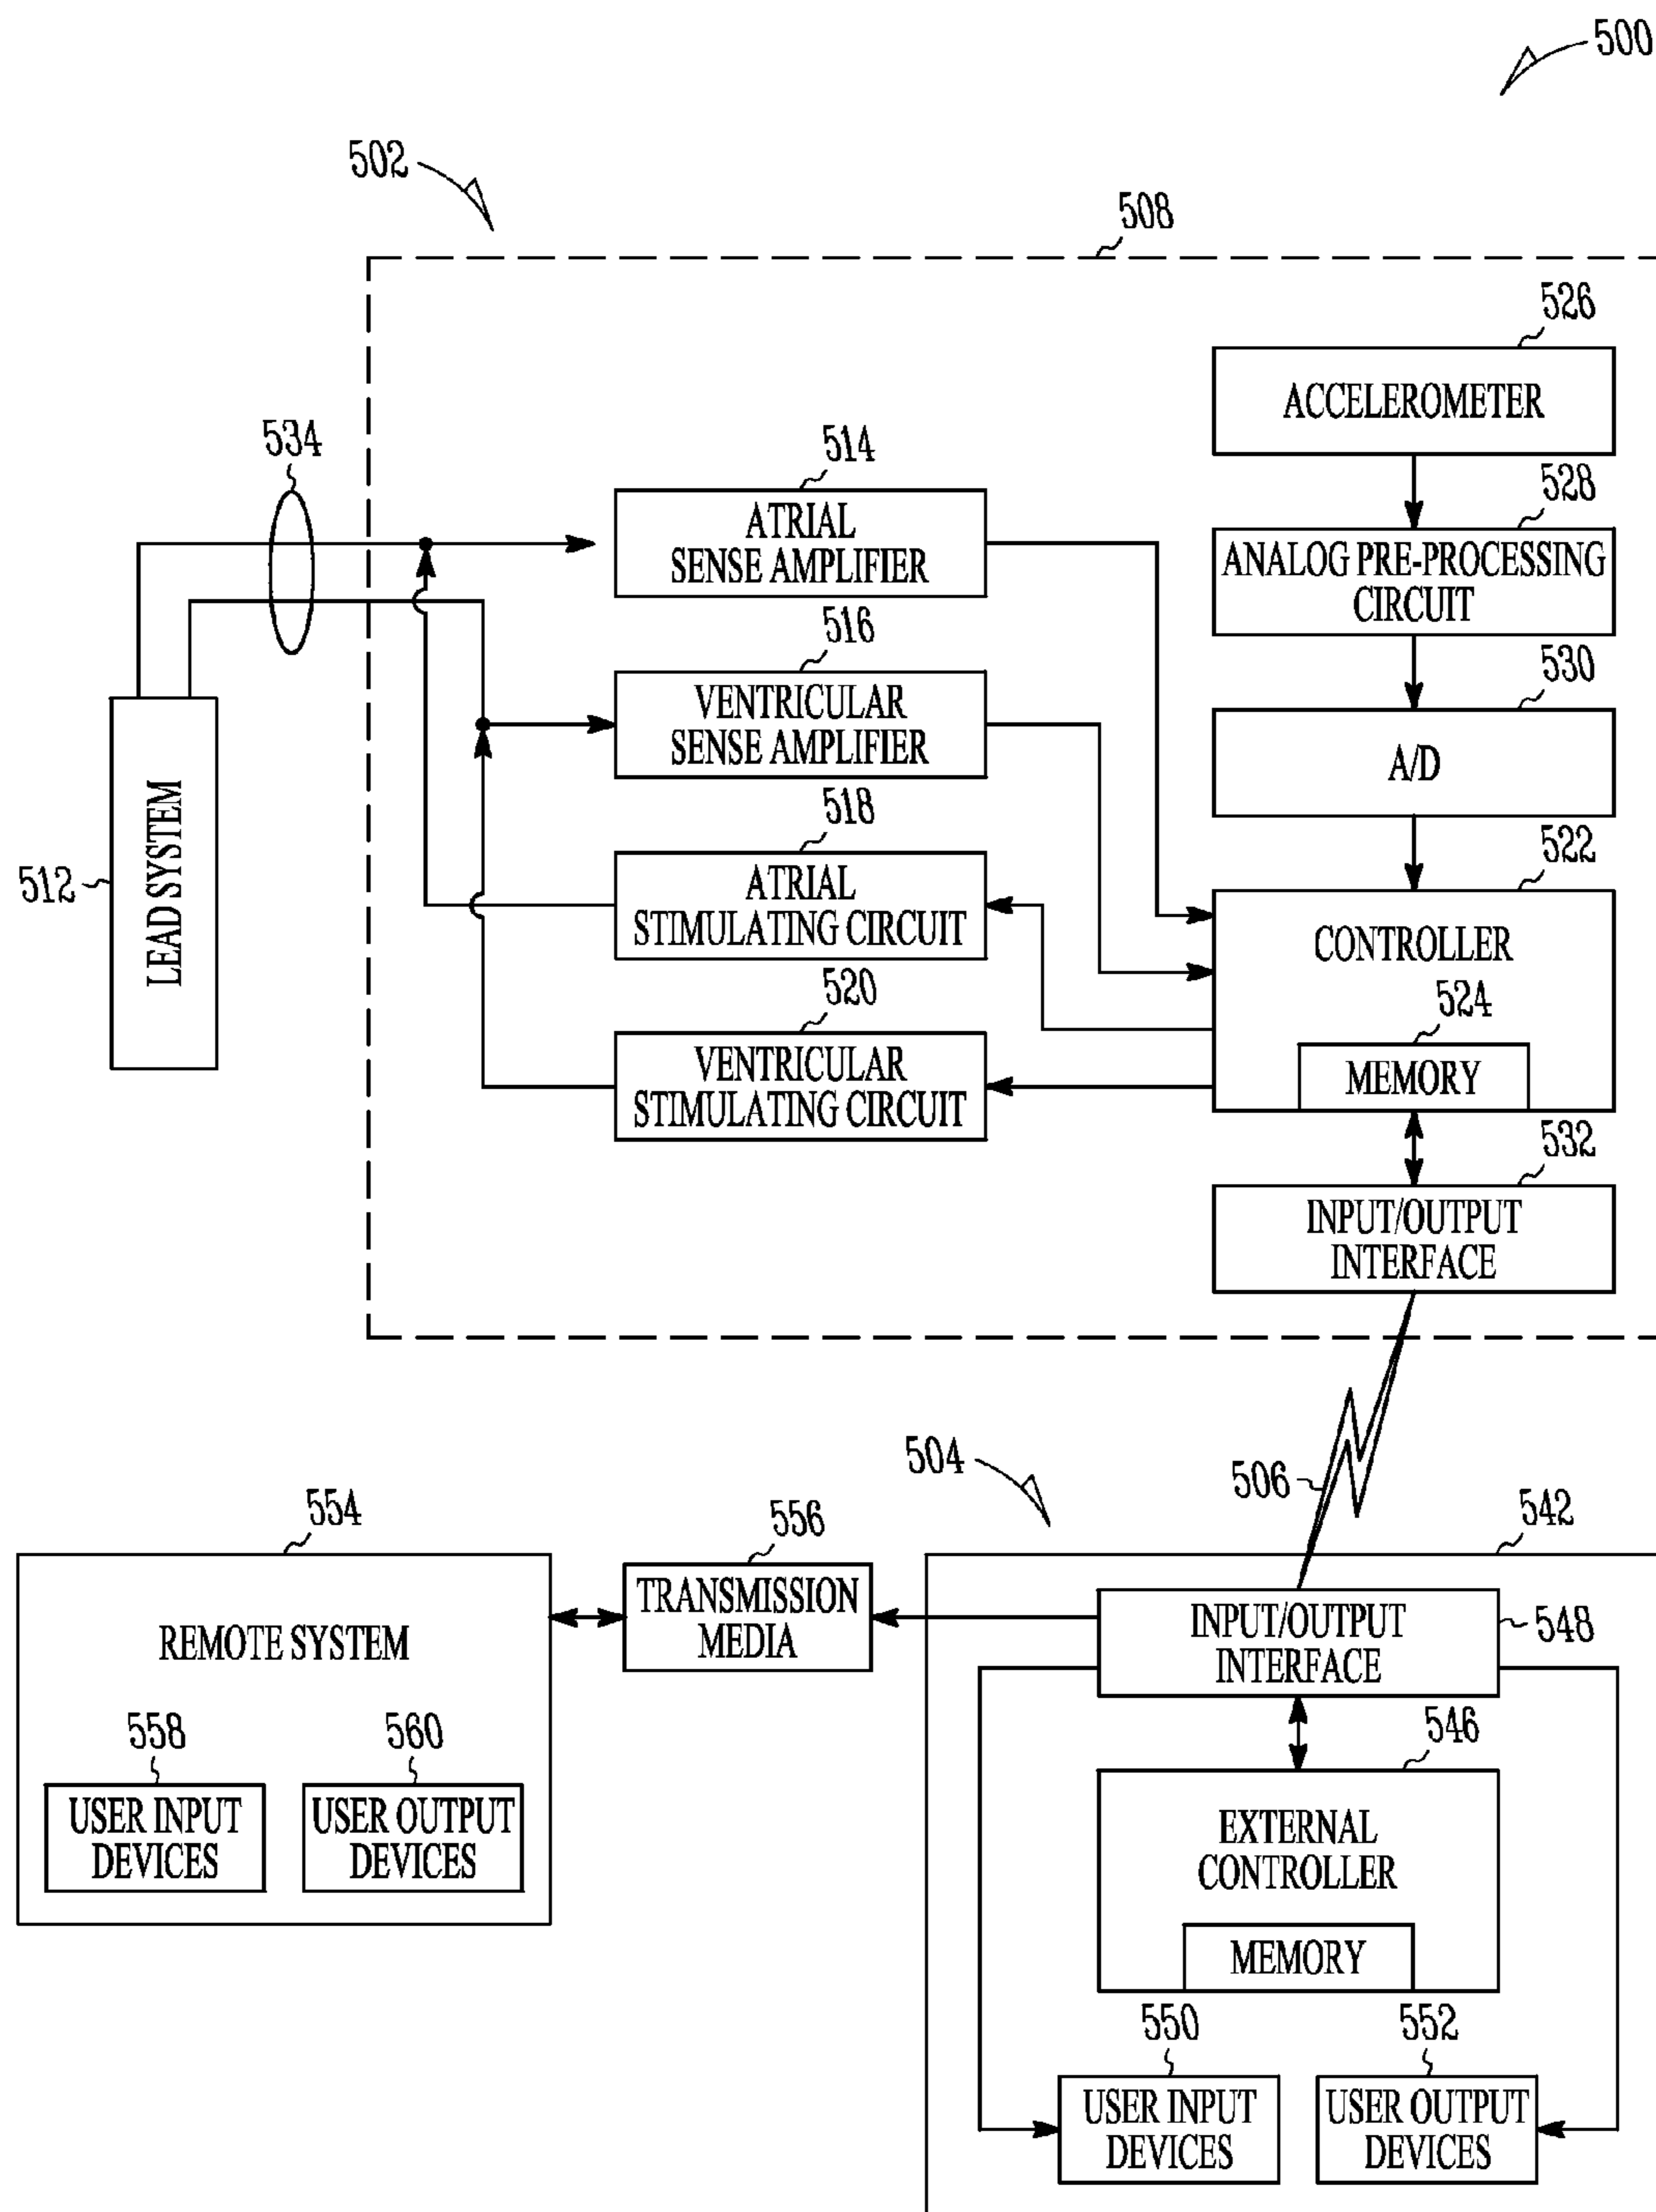 500
502
508
526
ACCELEROMETER
534
514
ATRIAL
SENSE AMPLIFIER
528
ANALOG PRE-PROCESSING
CIRCUIT
516
VENTRICULAR
SENSE AMPLIFIER
530
A/D
512
LEAD SYSTEM
518
ATRIAL
STIMULATING CIRCUIT
522
CONTROLLER
524
MEMORY
520
VENTRICULAR
STIMULATING CIRCUIT
532
INPUT/OUTPUT
INTERFACE
504
506
542
554
REMOTE SYSTEM
556
TRANSMISSION
MEDIA
INPUT/OUTPUT
INTERFACE
548
558
USER INPUT
DEVICES
560
USER OUTPUT
DEVICES
546
EXTERNAL
CONTROLLER
MEMORY
550
USER INPUT
DEVICES
552
USER OUTPUT
DEVICES